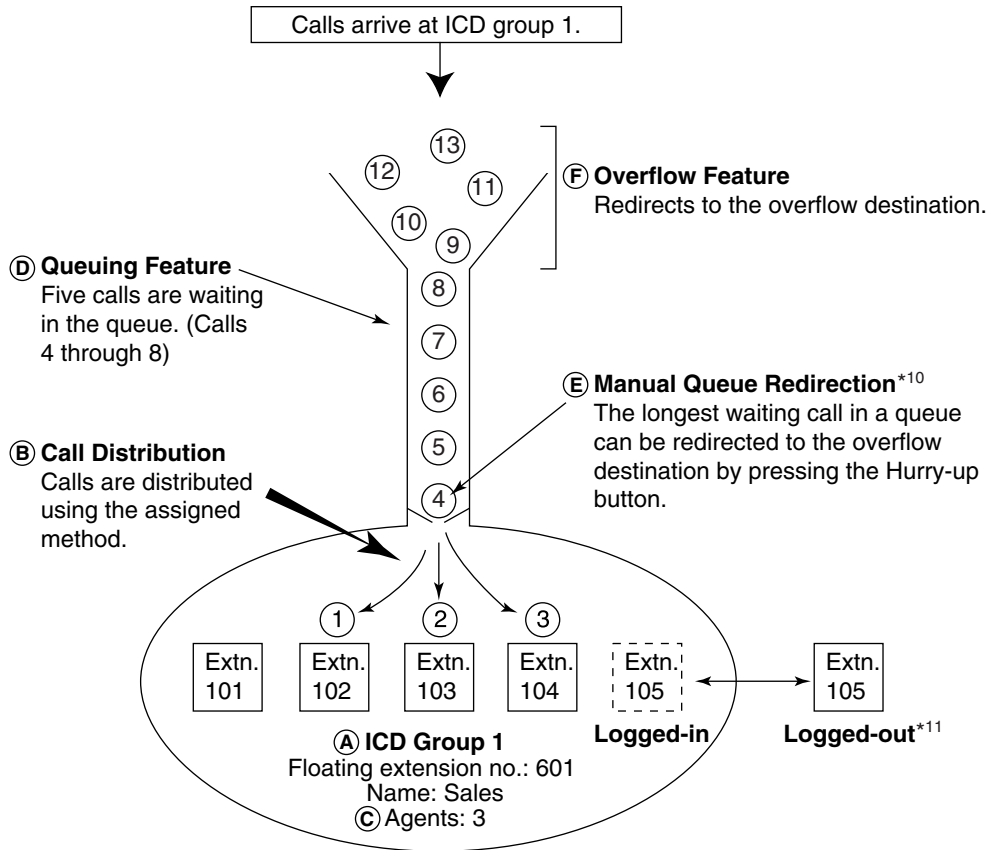 Calls arrive at ICD group 1.
13
12
11
10
9
Ⓕ Overflow Feature
Redirects to the overflow destination.
Ⓓ Queuing Feature
Five calls are waiting
in the queue. (Calls
4 through 8)
8
7
6
5
4
Ⓔ Manual Queue Redirection*10
The longest waiting call in a queue
can be redirected to the overflow
destination by pressing the Hurry-up
button.
Ⓑ Call Distribution
Calls are distributed
using the assigned
method.
1 2 3
Extn.
101
Extn.
102
Extn.
103
Extn.
104
Extn.
105
Extn.
105
Logged-in
Logged-out*11
Ⓐ ICD Group 1
Floating extension no.: 601
Name: Sales
Ⓒ Agents: 3